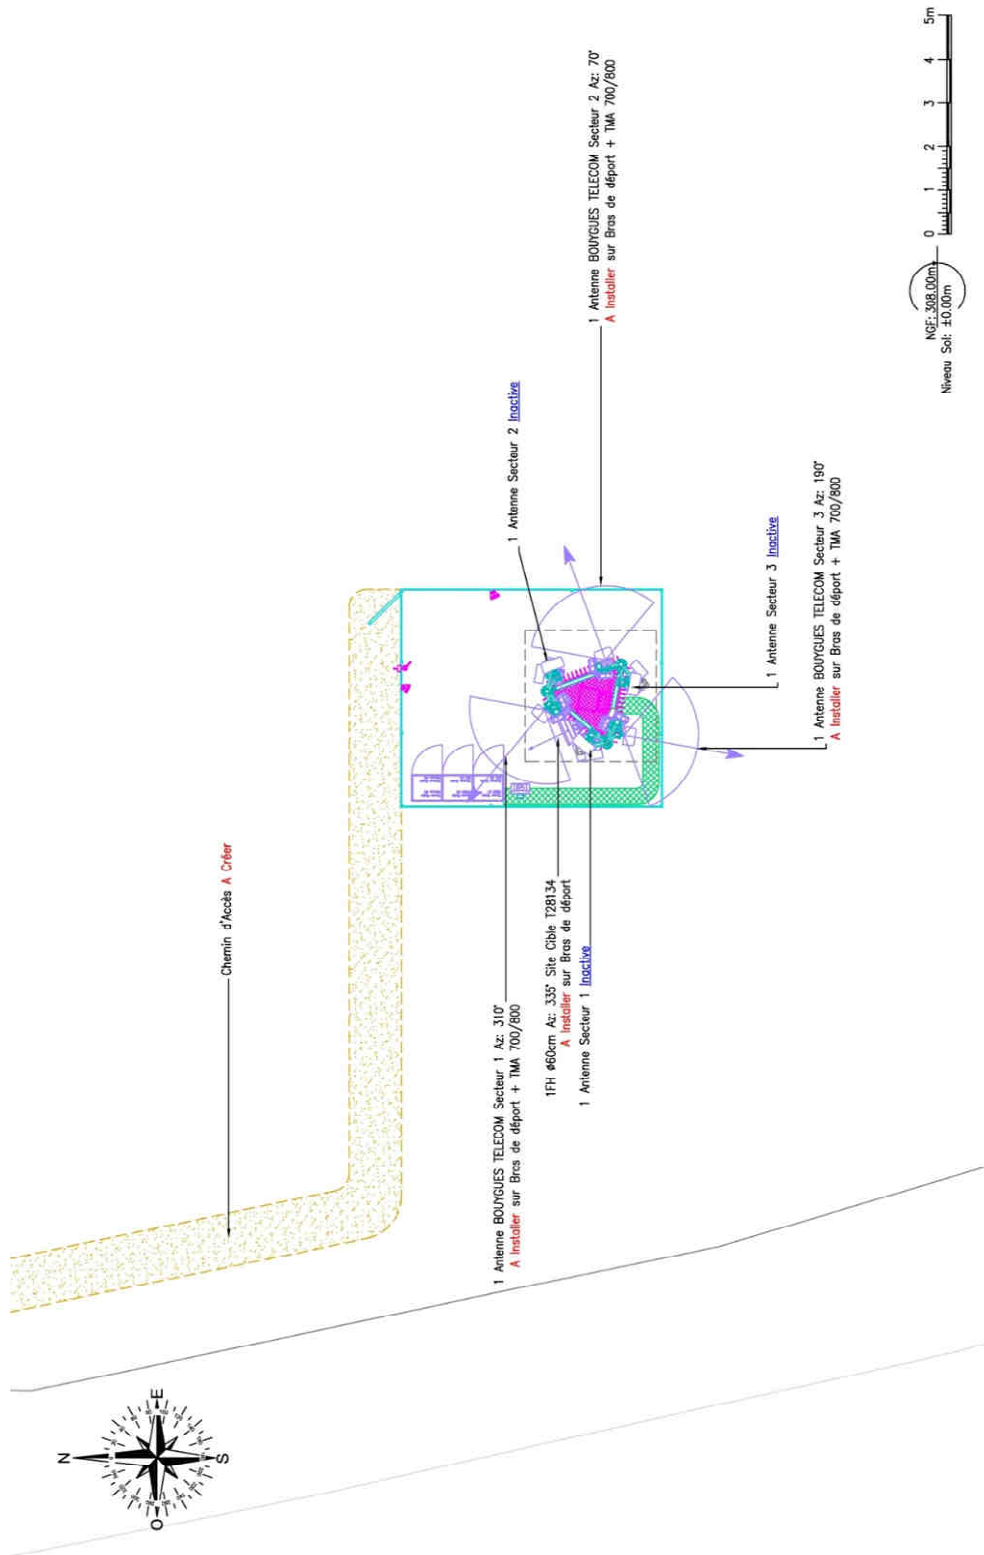 1 Antenne BOUYGUES TELECOM Secteur 2 Az: 70°
A Installer sur Bras de déport + TMA 700/800
1 Antenne Secteur 2 Inactive
1 Antenne Secteur 3 Inactive
1 Antenne BOUYGUES TELECOM Secteur 3 Az: 190°
A Installer sur Bras de déport + TMA 700/800
Chemin d'Accès A Créer
1 Antenne BOUYGUES TELECOM Secteur 1 Az: 310°
A Installer sur Bras de déport + TMA 700/800
1FH ø60cm Az: 335° Site Cible T28134
A Installer sur Bras de déport
1 Antenne Secteur 1 Inactive
NGF: 308.00m
Niveau Sol: ±0.00m
0 1 2 3 4 5m
N
E
S
O